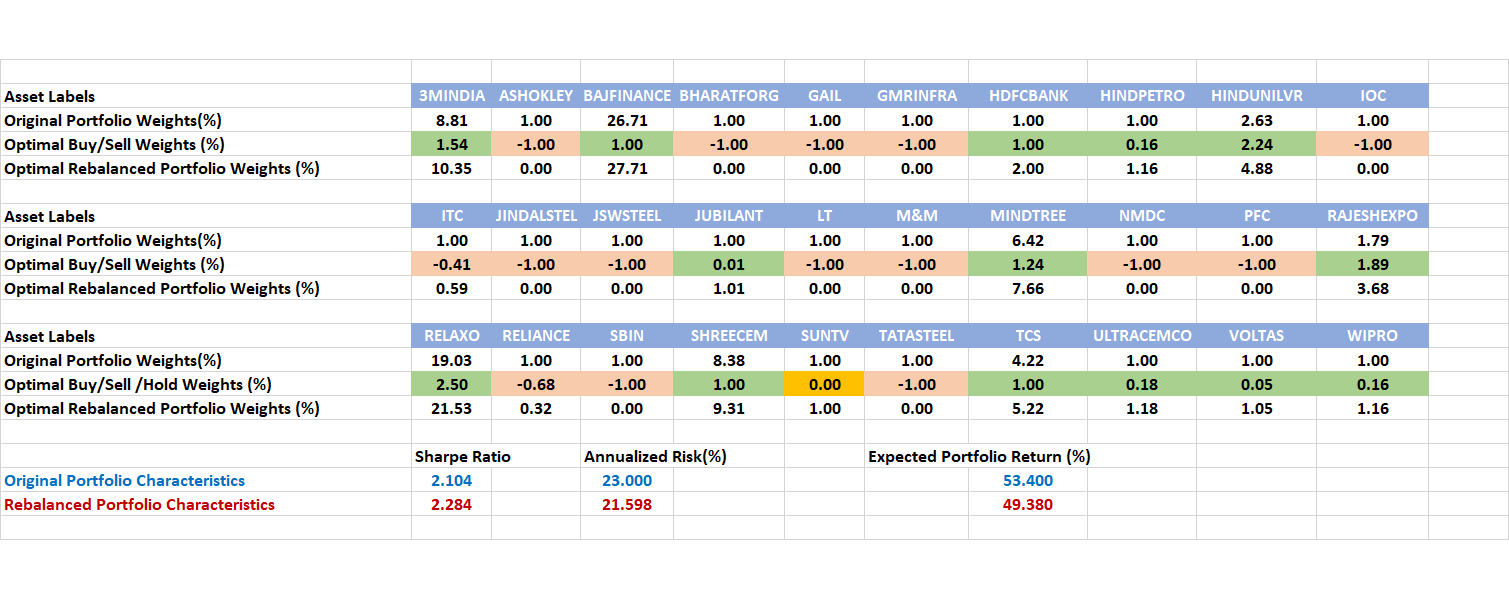 Asset Labels 3MINDIA ASHOKLEY BAJFINANCE BHARATFORG GAIL GMRINFRA HDFCBANK HINDPETRO HINDUNILVR IOC
Original Portfolio Weights(%) 8.81 1.00 26.71 1.00 1.00 1.00 1.00 1.00 2.63 1.00
Optimal Buy/Sell Weights (%) 1.54 -1.00 1.00 -1.00 -1.00 -1.00 1.00 0.16 2.24 -1.00
Optimal Rebalanced Portfolio Weights (%) 10.35 0.00 27.71 0.00 0.00 0.00 2.00 1.16 4.88 0.00
Asset Labels ITC JINDALSTEL JSWSTEEL JUBILANT LT M&M MINDTREE NMDC PFC RAJESHEXPO
Original Portfolio Weights(%) 1.00 1.00 1.00 1.00 1.00 1.00 6.42 1.00 1.00 1.79
Optimal Buy/Sell Weights (%) -0.41 -1.00 -1.00 0.01 -1.00 -1.00 1.24 -1.00 -1.00 1.89
Optimal Rebalanced Portfolio Weights (%) 0.59 0.00 0.00 1.01 0.00 0.00 7.66 0.00 0.00 3.68
Asset Labels RELAXO RELIANCE SBIN SHREECEM SUNTV TATASTEEL TCS ULTRACEMCO VOLTAS WIPRO
Original Portfolio Weights(%) 19.03 1.00 1.00 8.38 1.00 1.00 4.22 1.00 1.00 1.00
Optimal Buy/Sell /Hold Weights (%) 2.50 -0.68 -1.00 1.00 0.00 -1.00 1.00 0.18 0.05 0.16
Optimal Rebalanced Portfolio Weights (%) 21.53 0.32 0.00 9.31 1.00 0.00 5.22 1.18 1.05 1.16
Sharpe Ratio Annualized Risk(%) Expected Portfolio Return (%)
Original Portfolio Characteristics 2.104 23.000 53.400
Rebalanced Portfolio Characteristics 2.284 21.598 49.380